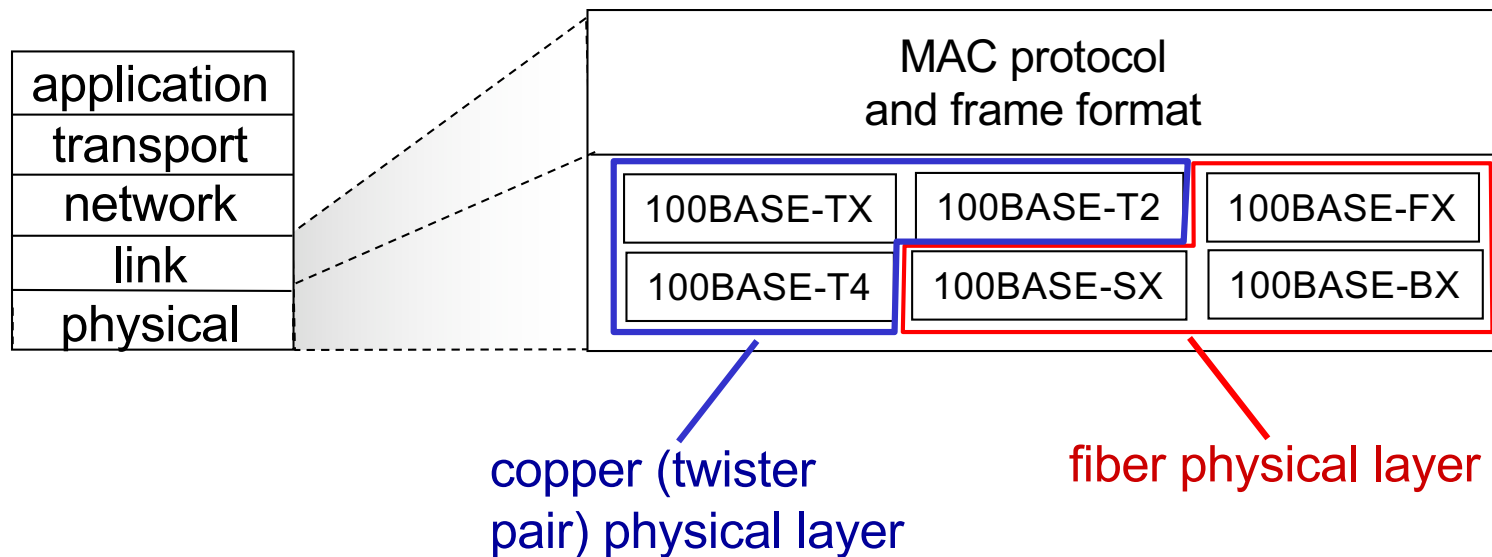 application
transport
network
link
physical
MAC protocol
and frame format
100BASE-TX
100BASE-T2
100BASE-FX
100BASE-T4
100BASE-SX
100BASE-BX
copper (twister
pair) physical layer
fiber physical layer